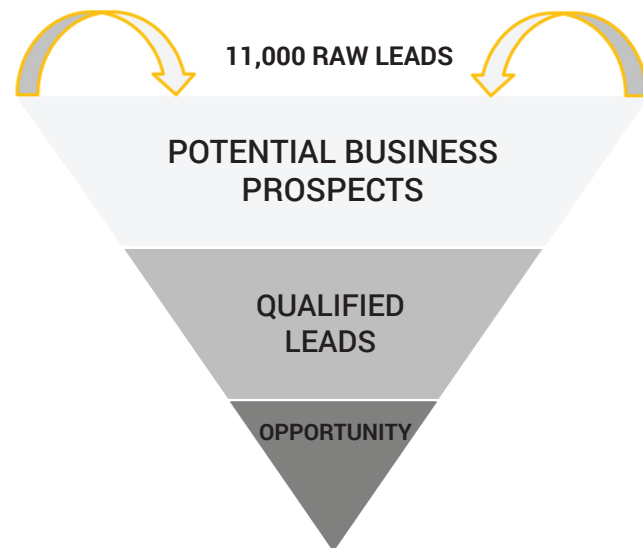 11,000 RAW LEADS
POTENTIAL BUSINESS
PROSPECTS
QUALIFIED
LEADS
OPPORTUNITY